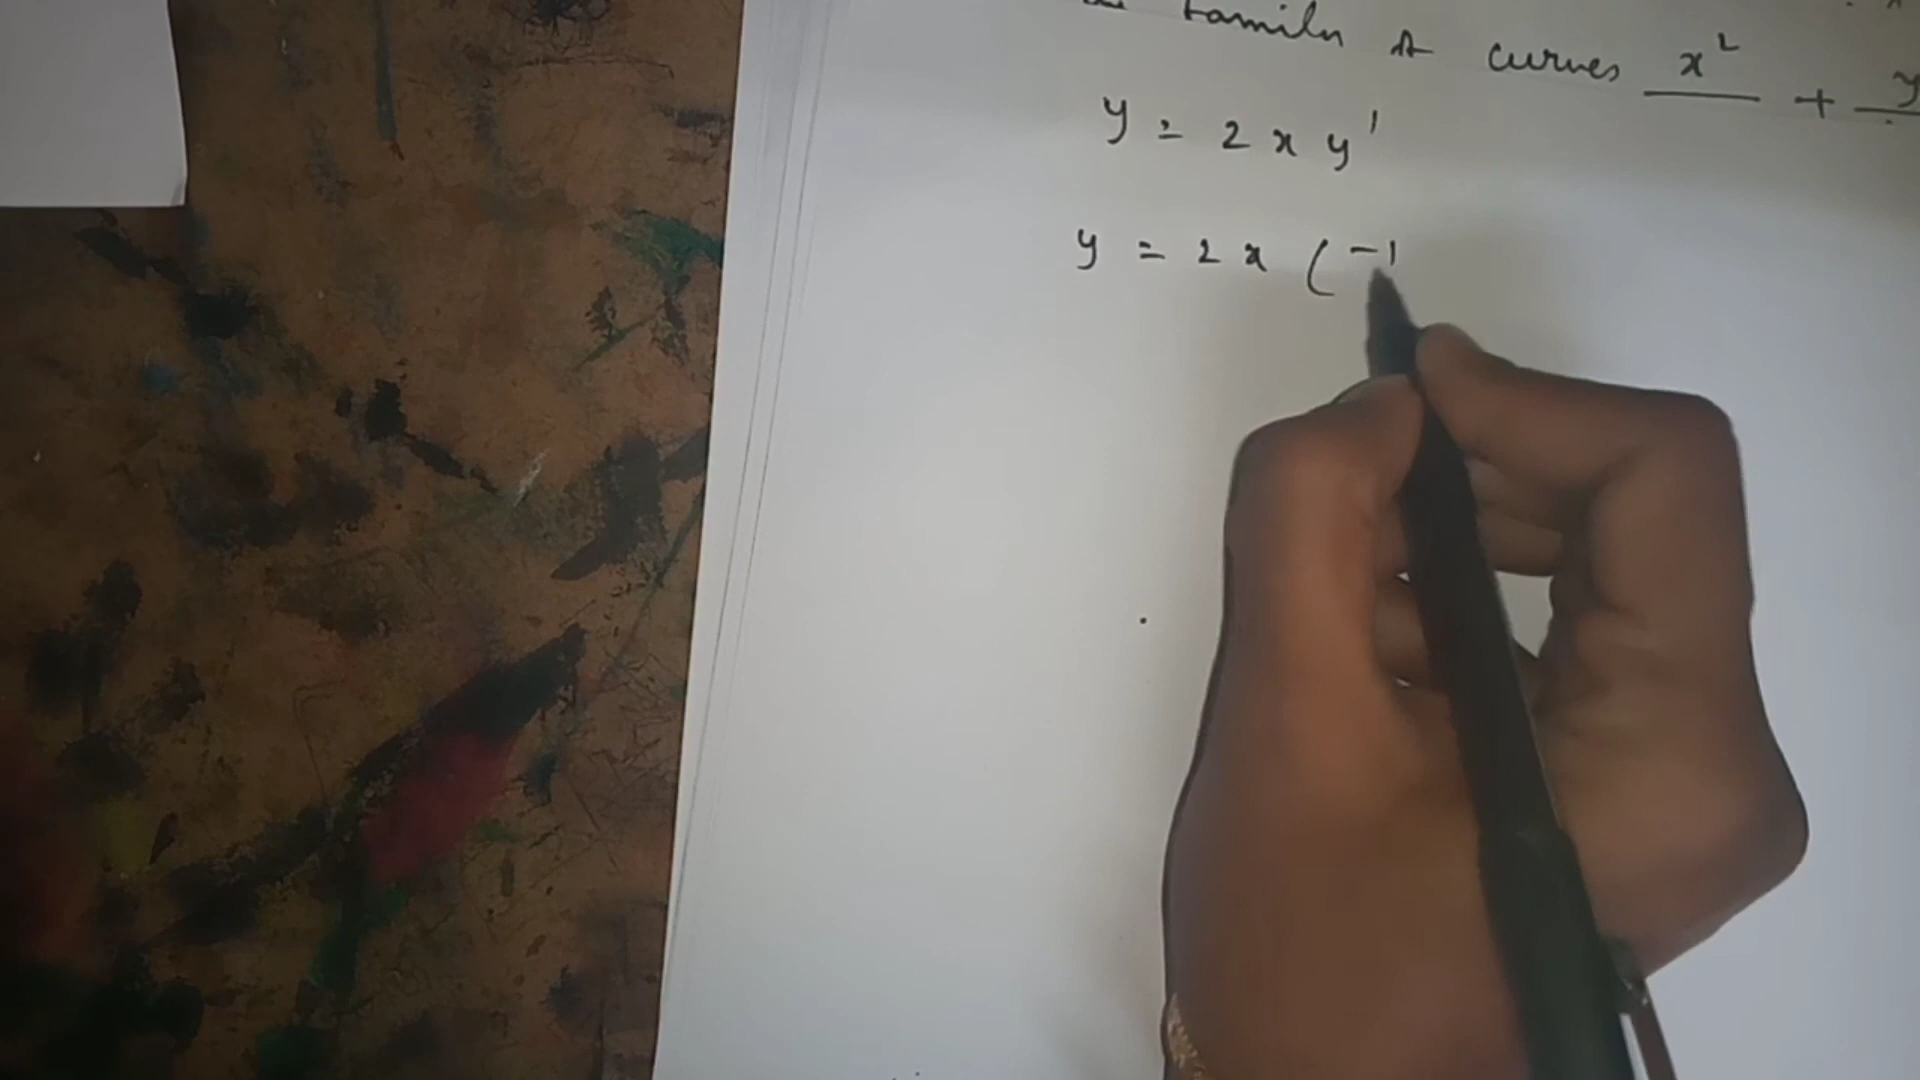 family of curves x² + y
y = 2xy'
y = 2x (-1